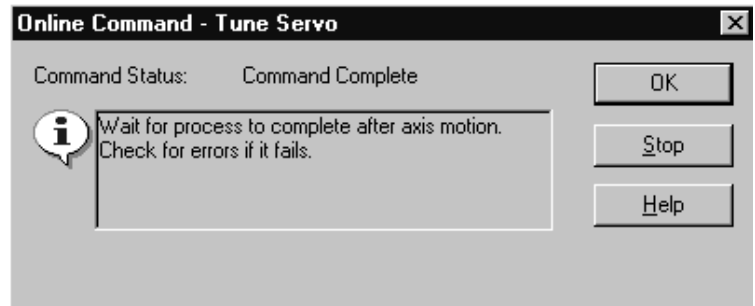 Online Command - Tune Servo
Command Status: Command Complete
OK
Wait for process to complete after axis motion.
Check for errors if it fails.
Stop
Help